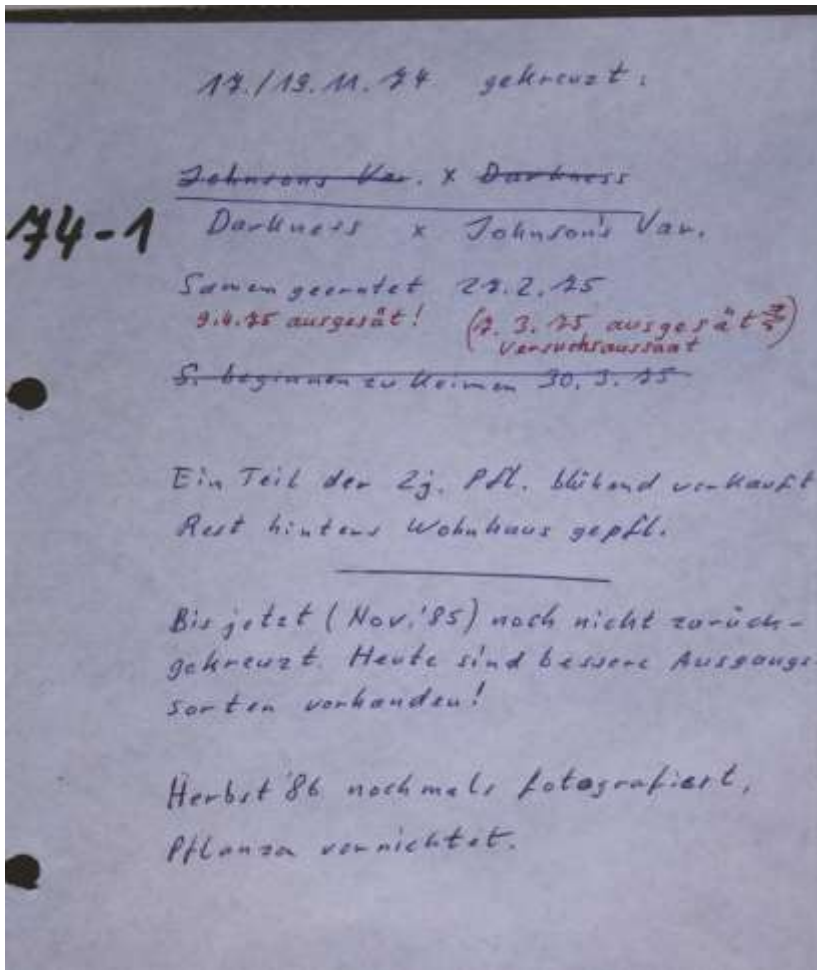 17./19.11.74 gekreuzt:
Johnsons Var. x Darkness
74-1 Darkness x Johnson's Var.
Samen geerntet 27.2.75
9.4.75 ausgesät! (7.3.75 ausgesät
Versuchsaussaat)
S. beginnen zu keimen 30.3.75
Ein Teil der 2j. Pfl. blühend verkauft
Rest hinters Wohnhaus gepfl.
Bis jetzt (Nov.'85) noch nicht zurück-
gekreuzt. Heute sind bessere Ausgangs-
sorten vorhanden!
Herbst '86 nochmals fotografiert,
Pflanze vernichtet.